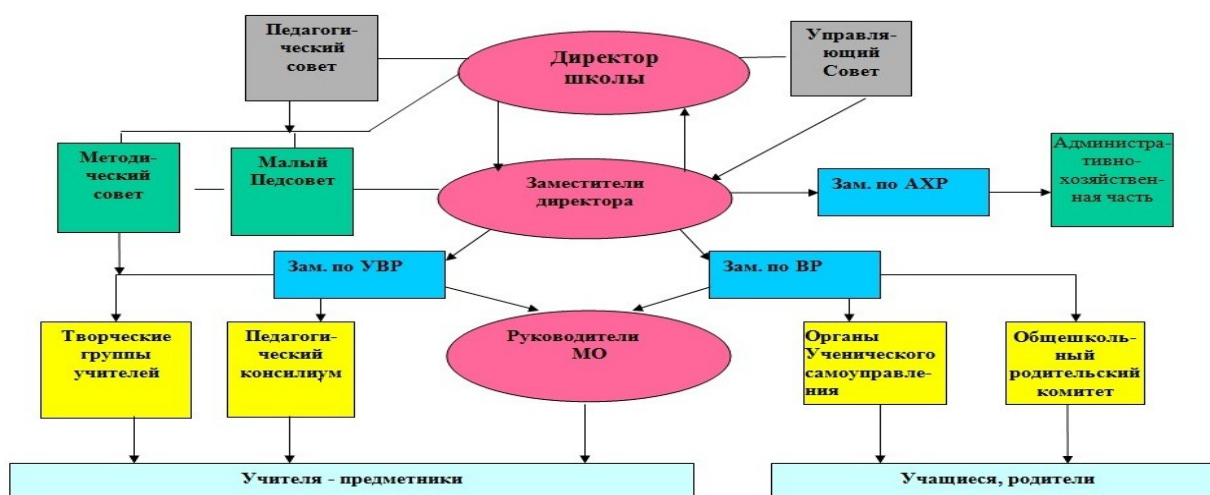 Педагоги-
ческий
совет
Директор
школы
Управля-
ющий
Совет
Методи-
ческий
совет
Малый
Педсовет
Заместители
директора
Зам. по АХР
Администра-
тивно-
хозяйствен-
ная часть
Зам. по УВР
Зам. по ВР
Творческие
группы
учителей
Педагоги-
ческий
консилиум
Руководители
МО
Органы
Ученического
самоуправле-
ния
Общешколь-
ный
родительский
комитет
Учителя - предметники
Учащиеся, родители